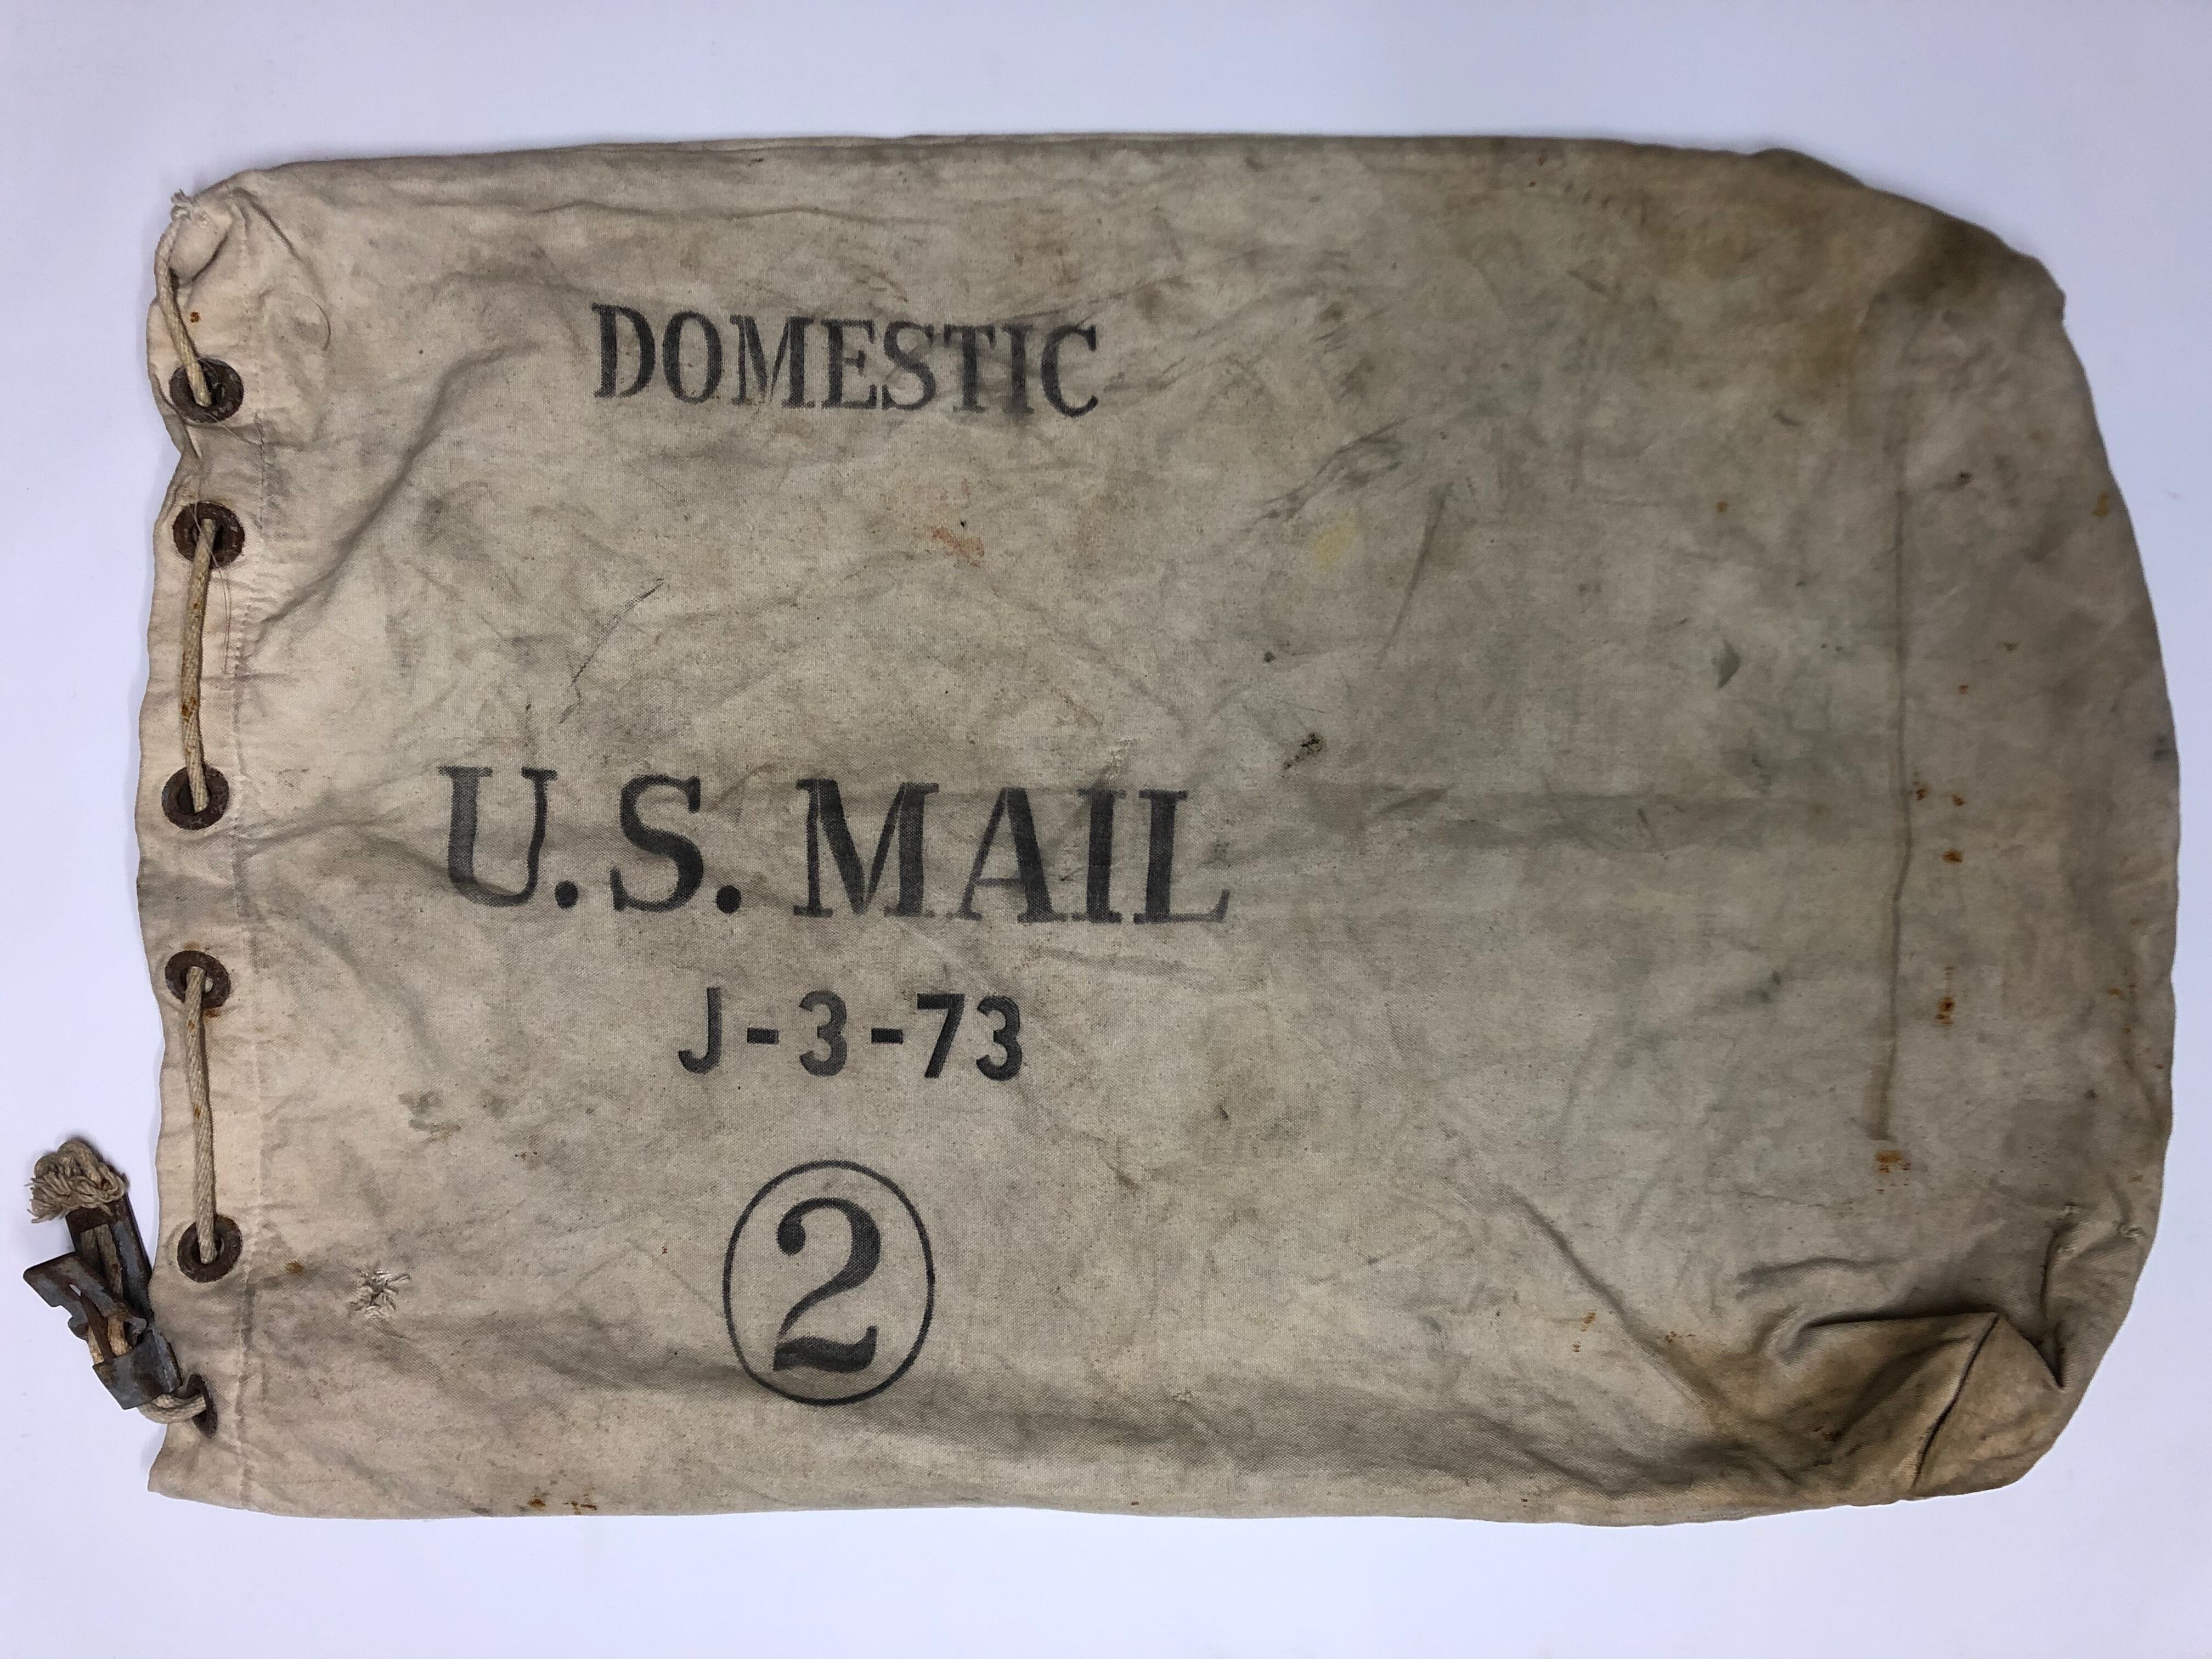 DOMESTIC
U.S. MAIL
J-3-73
2